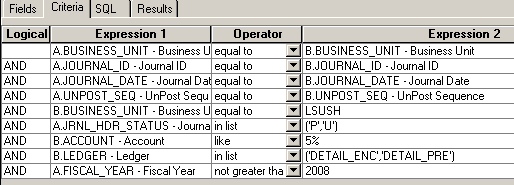 Fields Criteria SQL Results
Logical Expression 1 Operator Expression 2
A.BUSINESS_UNIT - Business U equal to B.BUSINESS_UNIT - Business Unit
AND A.JOURNAL_ID - Journal ID equal to B.JOURNAL_ID - Journal ID
AND A.JOURNAL_DATE - Journal Dat equal to B.JOURNAL_DATE - Journal Date
AND A.UNPOST_SEQ - UnPost Sequ equal to B.UNPOST_SEQ - UnPost Sequence
AND B.BUSINESS_UNIT - Business U equal to LSUSH
AND A.JRNL_HDR_STATUS - Journa in list ('P','U')
AND B.ACCOUNT - Account like 5%
AND B.LEDGER - Ledger in list ('DETAIL_ENC','DETAIL_PRE')
AND A.FISCAL_YEAR - Fiscal Year not greater tha 2008